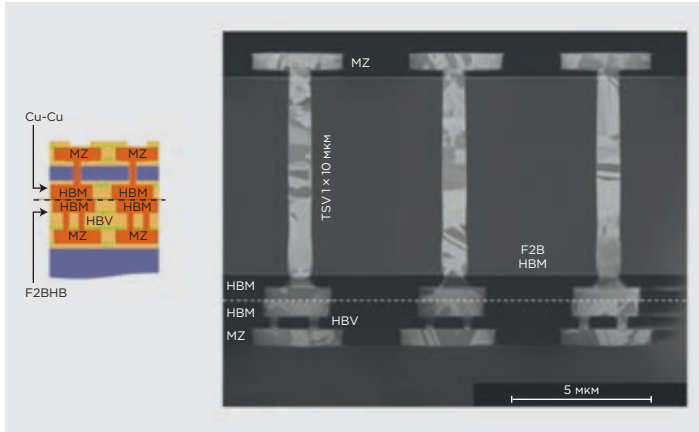 Cu-Cu
MZ MZ
HBM HBM
HBM HBM
HBV
MZ MZ
F2BHB
MZ
TSV 1 × 10 мкм
F2B
HBM
HBM
HBM
HBV
MZ
5 мкм